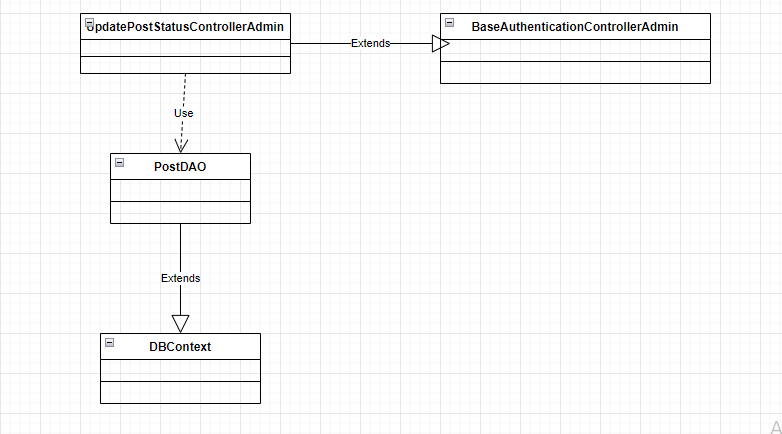 UpdatePostStatusControllerAdmin
BaseAuthenticationControllerAdmin
Extends
Use
PostDAO
Extends
DBContext
A